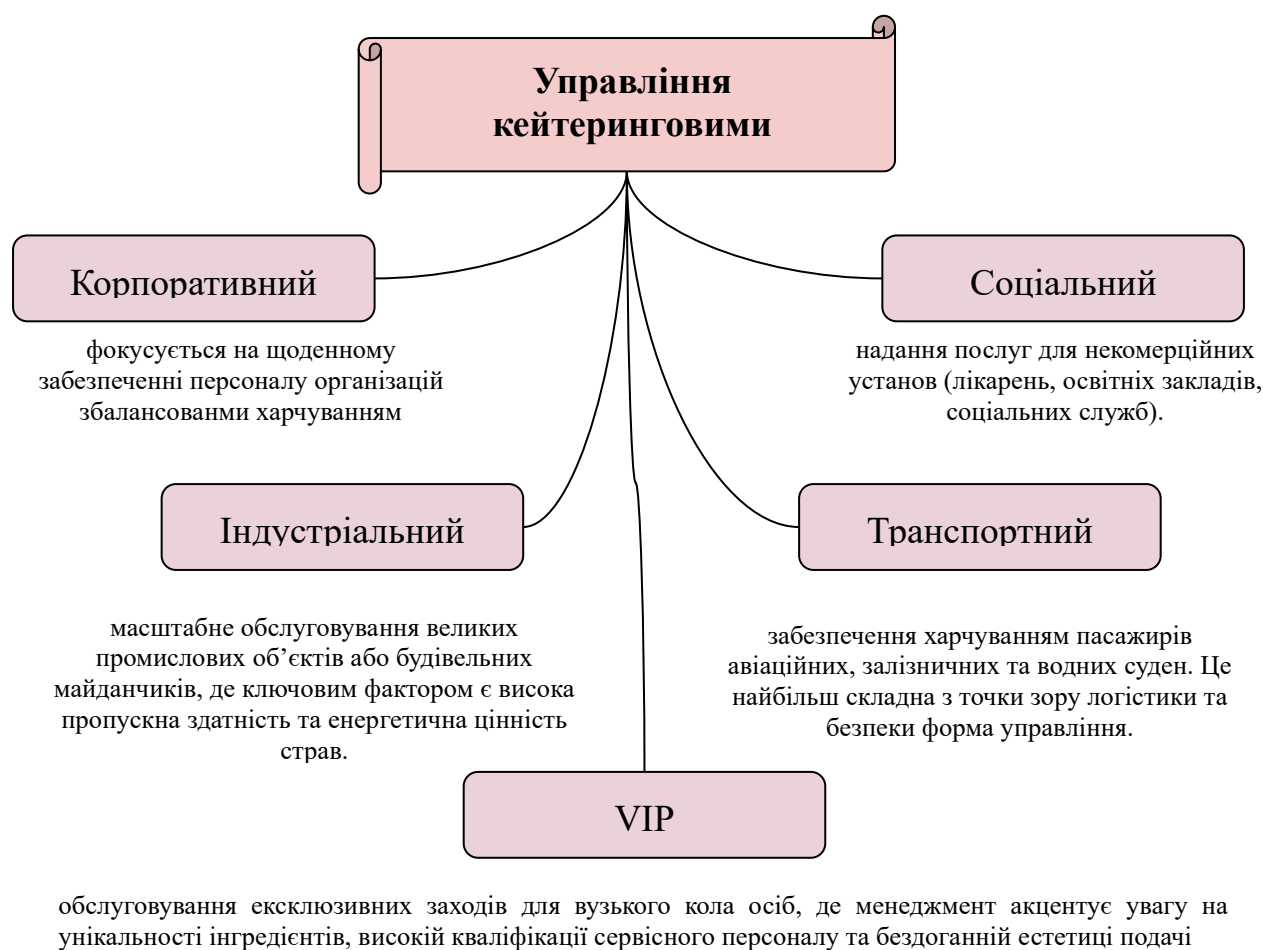 Управління
кейтеринговими
Корпоративний
Соціальний
фокусується на щоденному
забезпеченні персоналу організацій
збалансованми харчуванням
надання послуг для некомерційних
установ (лікарень, освітніх закладів,
соціальних служб).
Індустріальний
Транспортний
масштабне обслуговування великих
промислових об’єктів або будівельних
майданчиків, де ключовим фактором є висока
пропускна здатність та енергетична цінність
страв.
забезпечення харчуванням пасажирів
авіаційних, залізничних та водних суден. Це
найбільш складна з точки зору логістики та
безпеки форма управління.
VIP
обслуговування ексклюзивних заходів для вузького кола осіб, де менеджмент акцентує увагу на
унікальності інгредієнтів, високій кваліфікації сервісного персоналу та бездоганній естетиці подачі